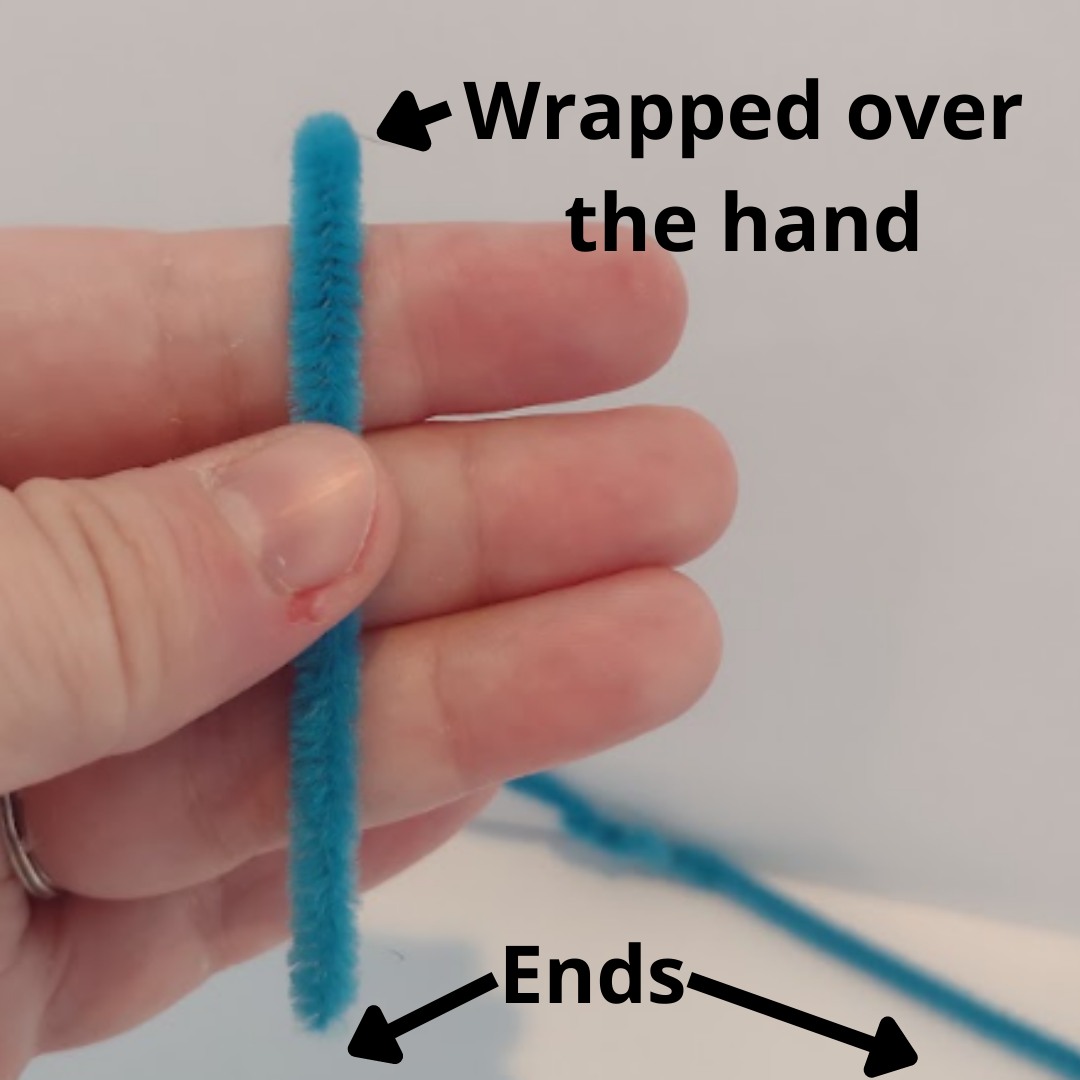 Wrapped over
the hand
Ends